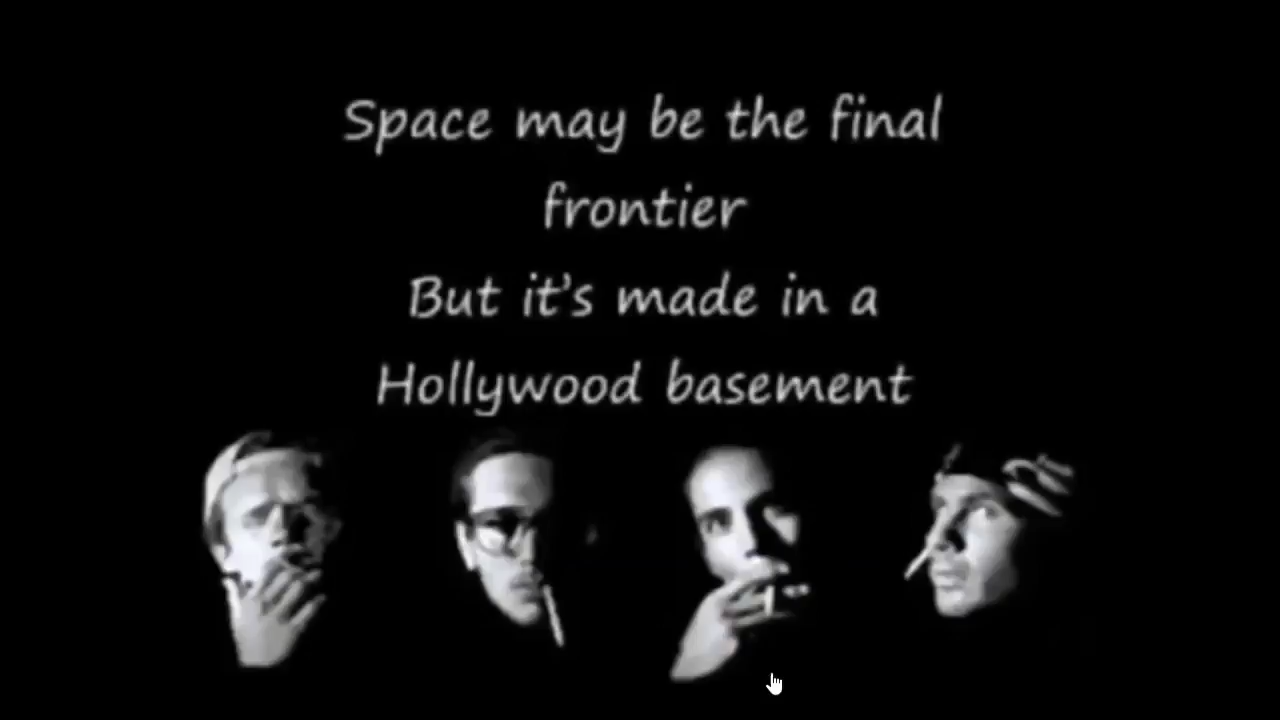 Space may be the final
frontier
But it's made in a
Hollywood basement